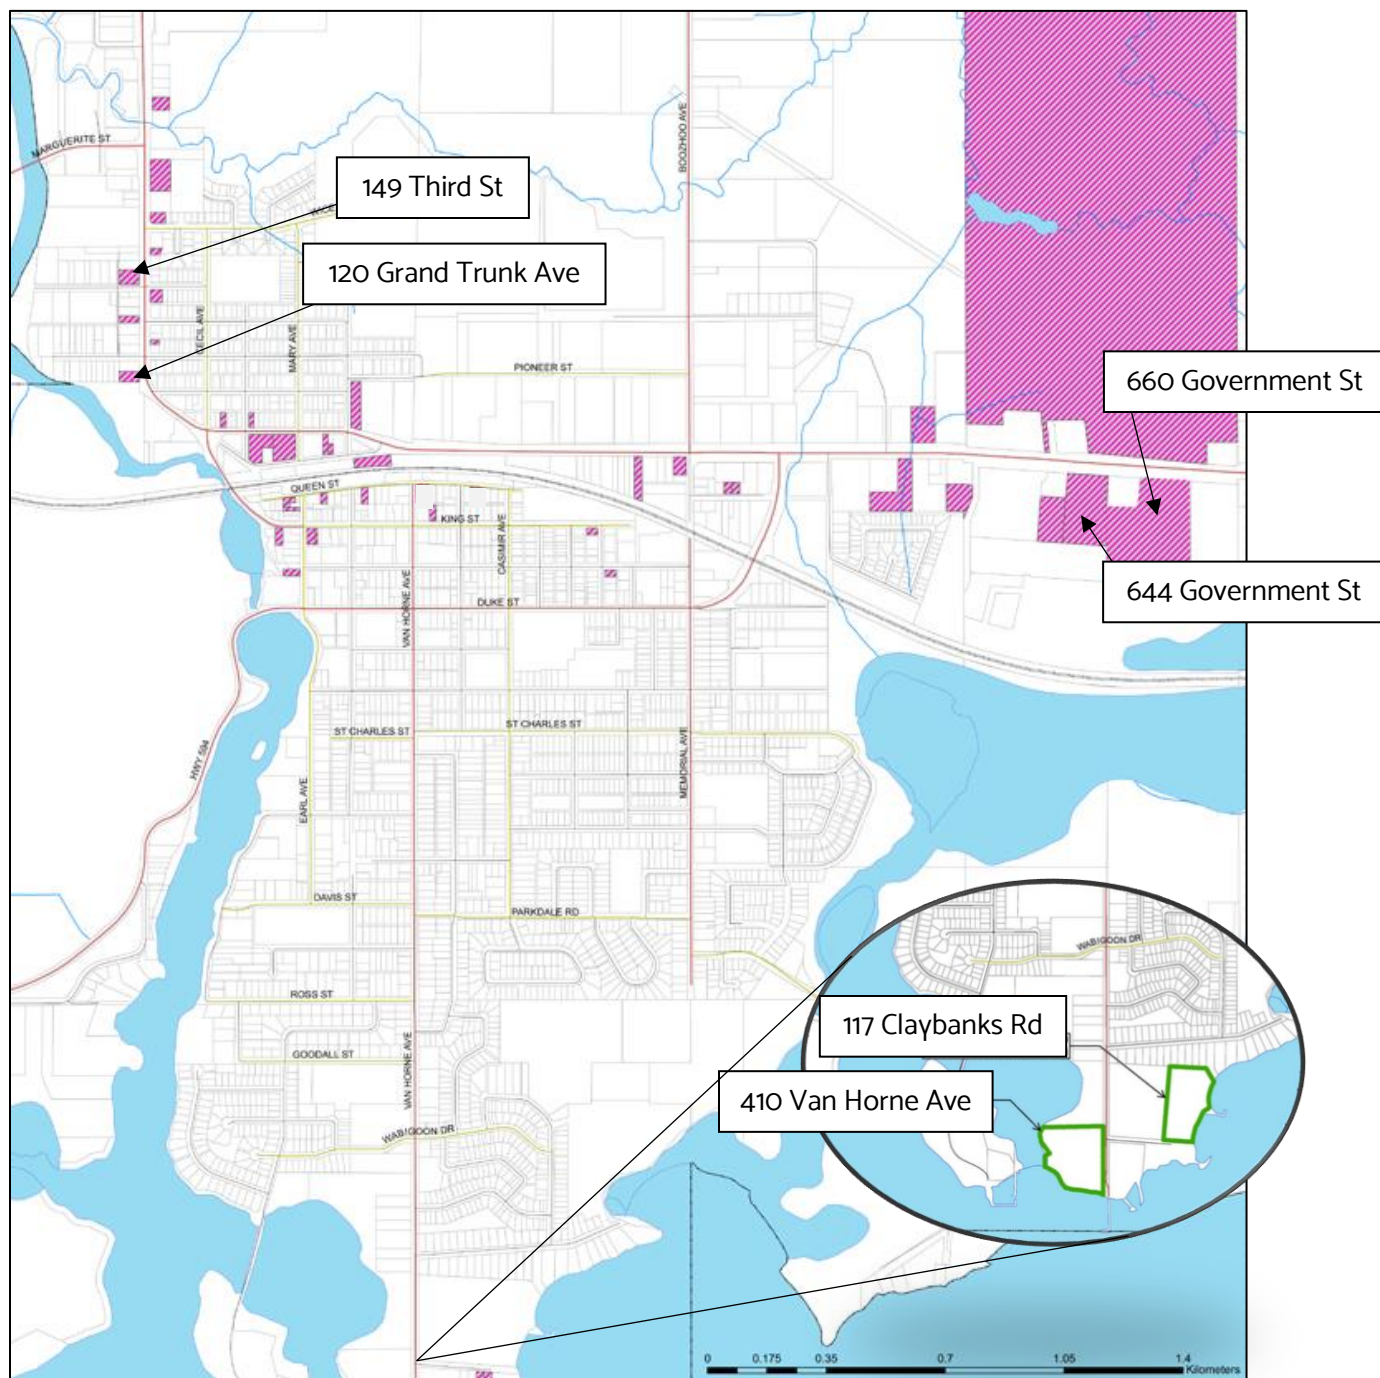 MARGUERITE ST
BOOZHOO AVE
149 Third St
120 Grand Trunk Ave
CECIL AVE
MARY AVE
PIONEER ST
660 Government St
QUEEN ST
KING ST
CASIMIR AVE
644 Government St
VAN HORNE AVE
DUKE ST
ST CHARLES ST
ST CHARLES ST
HWY 594
EARL AVE
MEMORIAL AVE
DAVIS ST
PARKDALE RD
WABIGOON DR
ROSS ST
117 Claybanks Rd
GOODALL ST
VAN HORNE AVE
410 Van Horne Ave
WABIGOON DR
0 0.175 0.35 0.7 1.05 1.4
Kilometers